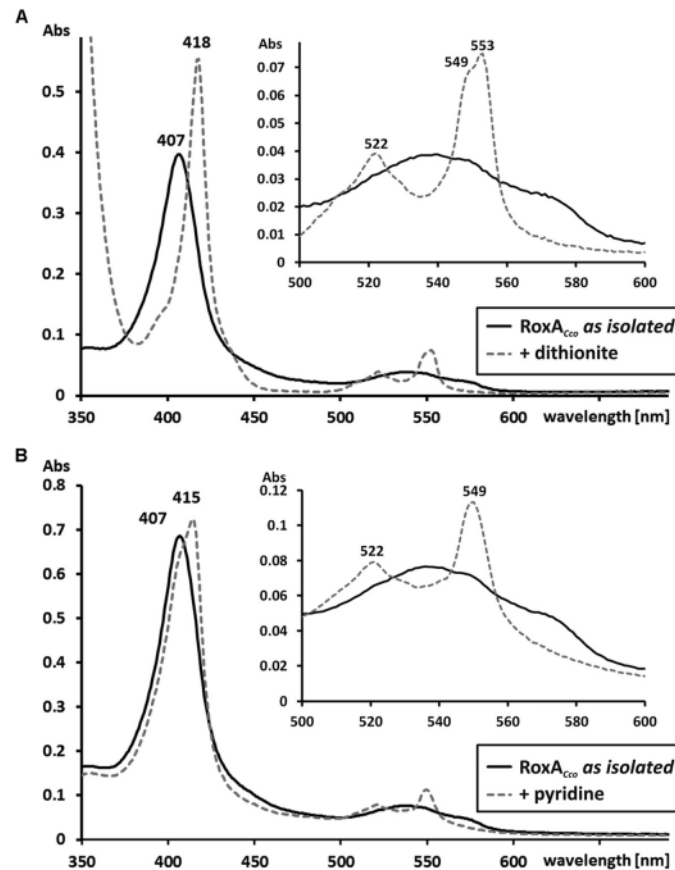 A
Abs
0.5
0.4
0.3
0.2
0.1
0
350 400 450 500 550 600
wavelength [nm]
407
418
Abs
0.07
0.06
0.05
0.04
0.03
0.02
0.01
0
500 520 540 560 580 600
522
549
553
RoxACco as isolated
+ dithionite
B
Abs
0.8
0.7
0.6
0.5
0.4
0.3
0.2
0.1
0
350 400 450 500 550 600
wavelength [nm]
407
415
Abs
0.12
0.1
0.08
0.06
0.04
0.02
0
500 520 540 560 580 600
522
549
RoxACco as isolated
+ pyridine